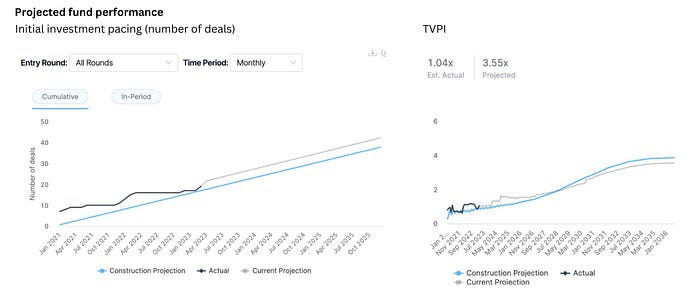 Projected fund performance
Initial investment pacing (number of deals)
Entry Round: All Rounds Time Period: Monthly
Cumulative In-Period
50
40
30
20
10
0
Number of deals
Jan 2021 Apr 2021 Jul 2021 Oct 2021 Jan 2022 Apr 2022 Jul 2022 Oct 2022 Jan 2023 Apr 2023 Jul 2023 Oct 2023 Jan 2024 Apr 2024 Jul 2024 Oct 2024 Jan 2025 Apr 2025 Jul 2025 Oct 2025
Construction Projection Actual Current Projection
TVPI
1.04x 3.55x
Est. Actual Projected
6
4
2
0
Jan 2... Nov 2021 Sep 2022 Jul 2023 May 2024 Mar 2025 Jan 2026 Nov 2026 Sep 2027 Jul 2028 May 2029 Mar 2030 Jan 2031 Nov 2031 Sep 2032 Jul 2033 May 2034 Mar 2035 Jan 2036
Construction Projection Actual
Current Projection